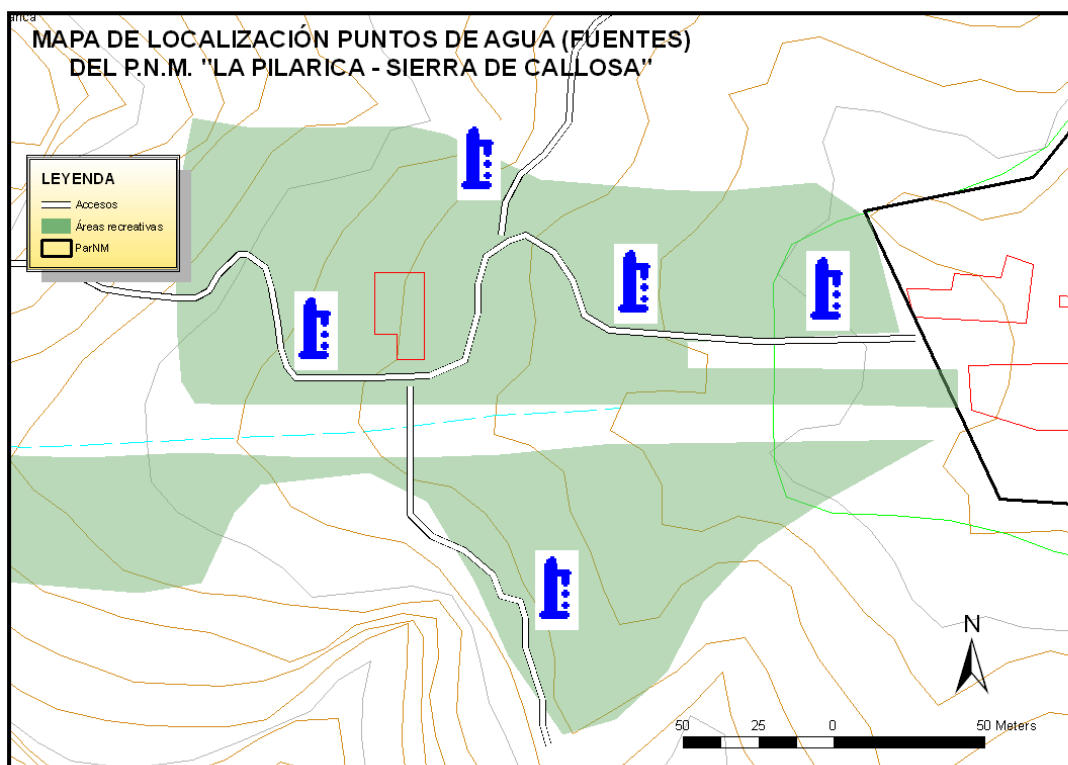 arica
MAPA DE LOCALIZACIÓN PUNTOS DE AGUA (FUENTES)
DEL P.N.M. "LA PILARICA - SIERRA DE CALLOSA"
LEYENDA
Accesos
Áreas recreativas
ParNM
N
50 25 0 50 Meters